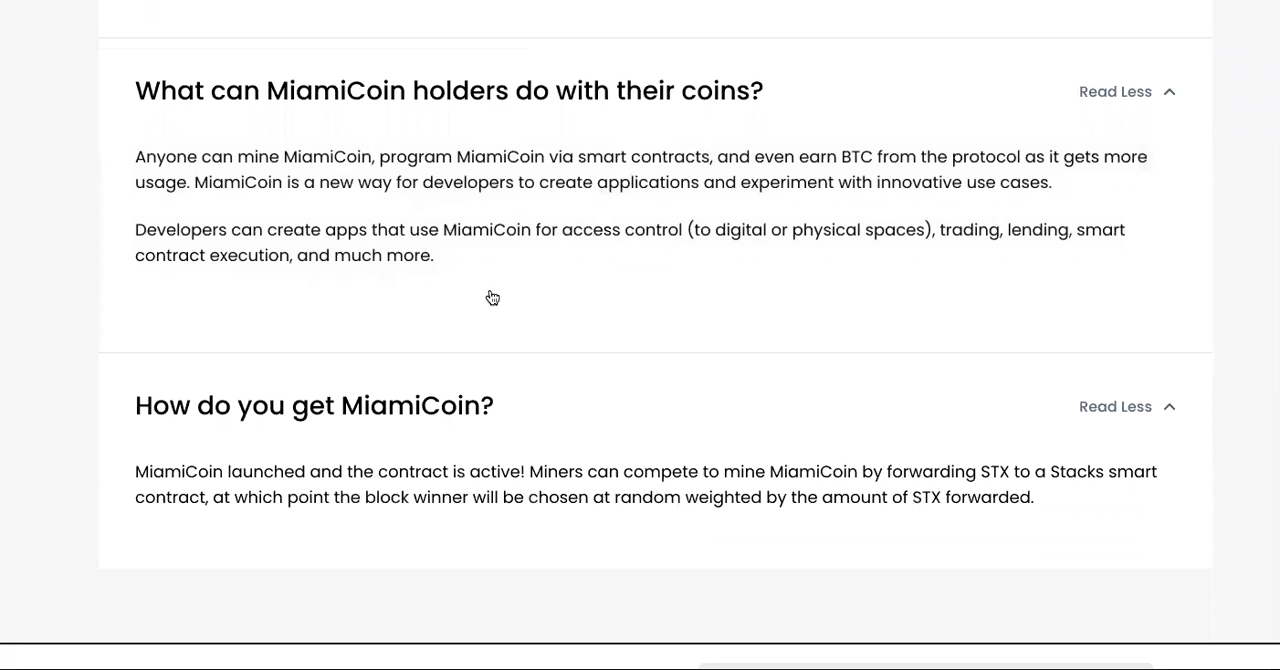 What can MiamiCoin holders do with their coins?
Read Less
Anyone can mine MiamiCoin, program MiamiCoin via smart contracts, and even earn BTC from the protocol as it gets more
usage. MiamiCoin is a new way for developers to create applications and experiment with innovative use cases.
Developers can create apps that use MiamiCoin for access control (to digital or physical spaces), trading, lending, smart
contract execution, and much more.
How do you get MiamiCoin?
Read Less
MiamiCoin launched and the contract is active! Miners can compete to mine MiamiCoin by forwarding STX to a Stacks smart
contract, at which point the block winner will be chosen at random weighted by the amount of STX forwarded.